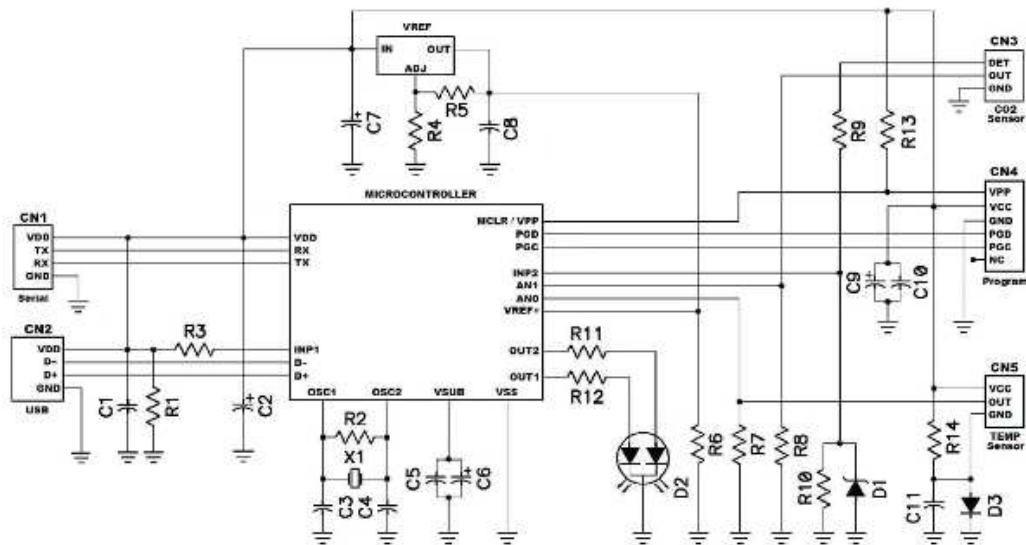 VREF
IN OUT
ADJ
C7
R4
R5
C8
CN3
DET
OUT
GND
CO2
Sensor
R9
R13
CN4
VPP
VCC
GND
PGD
PGC
NC
Program
MICROCONTROLLER
CN1
VDD
TX
RX
GND
Serial
VDD
RX
TX
MCLR / VPP
PGD
PGC
INP2
AN1
AN0
VREF+
C9
C10
CN2
VDD
D-
D+
GND
USB
R3
INP1
D-
D+
OUT2
OUT1
R11
R12
OSC1
OSC2
VSUB
VSS
CN5
VCC
OUT
GND
TEMP
Sensor
C1
R1
C2
R2
X1
C3
C4
C5
C6
D2
R6
R7
R8
R10
D1
R14
C11
D3